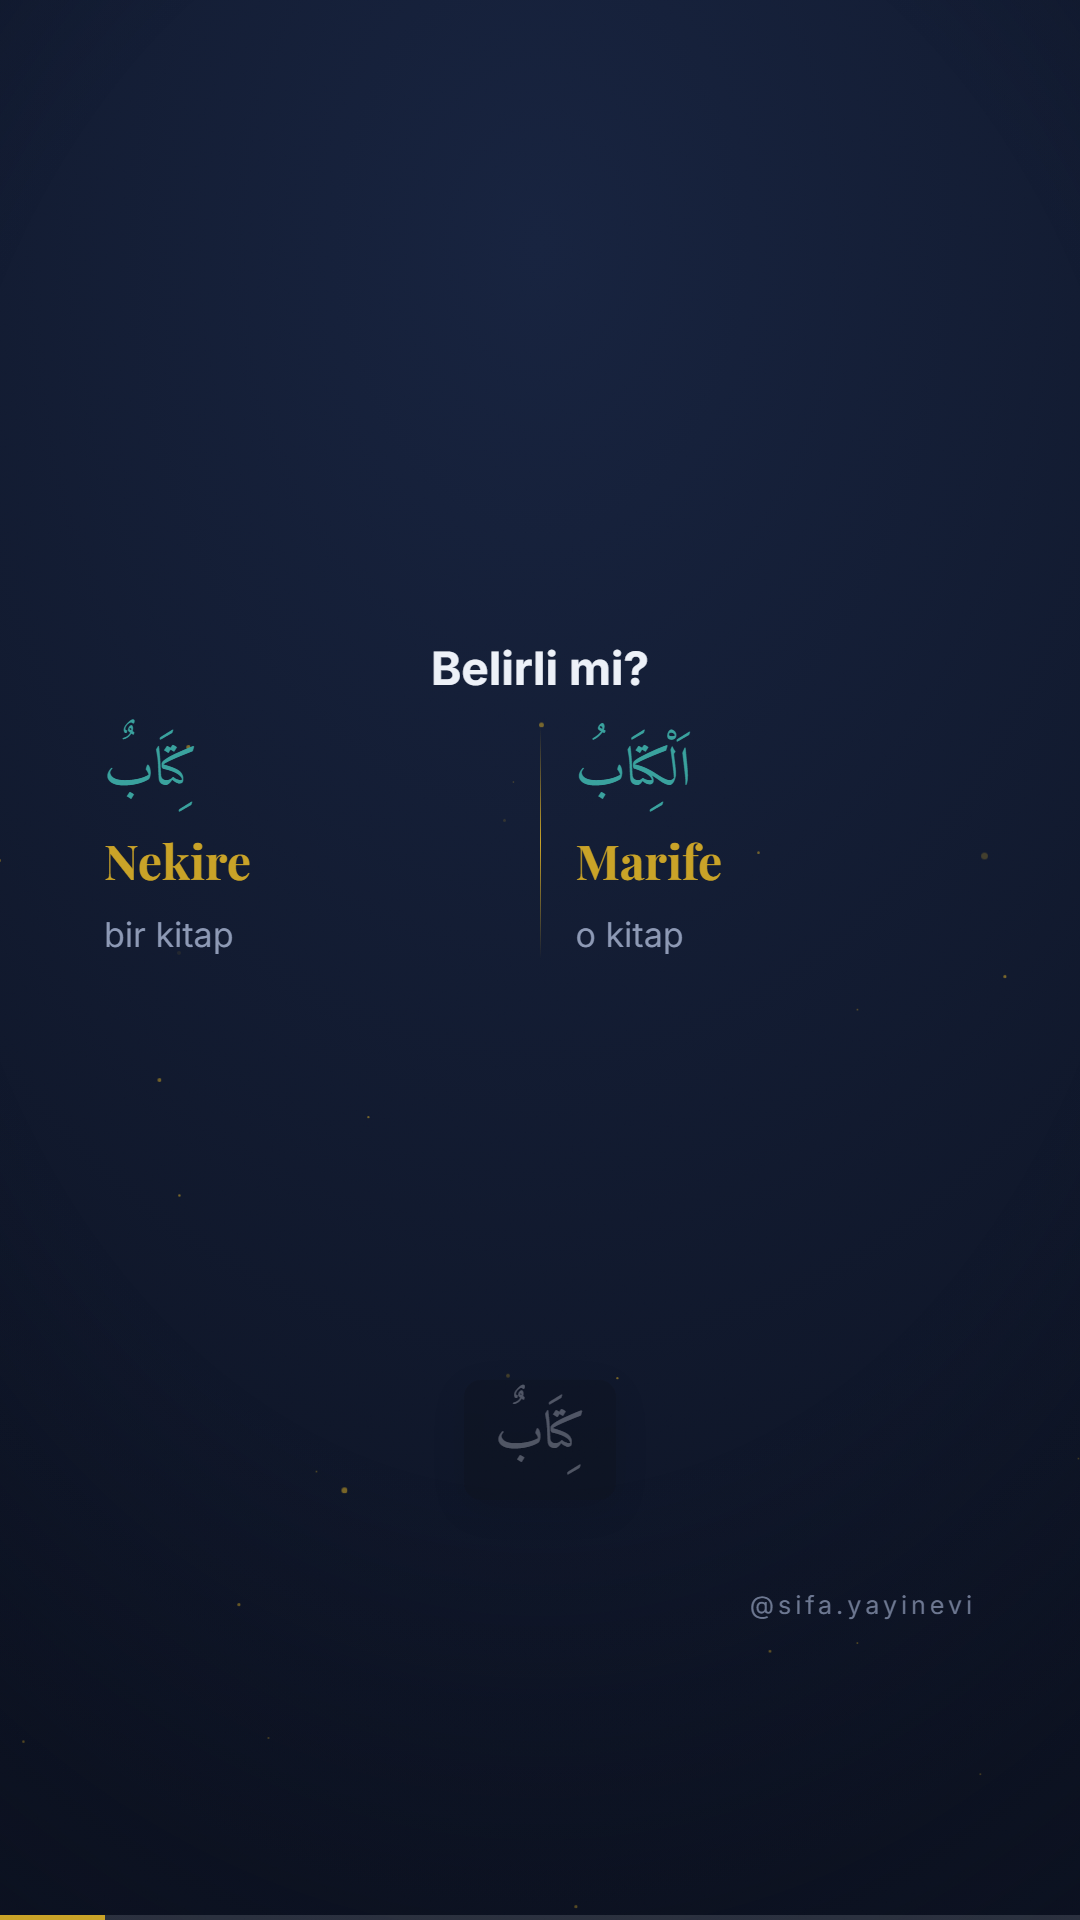 Belirli mi?
كِتَابٌ
Nekire
bir kitap
اَلْكِتَابُ
Marife
o kitap
كِتَابٌ
@sifa.yayinevi